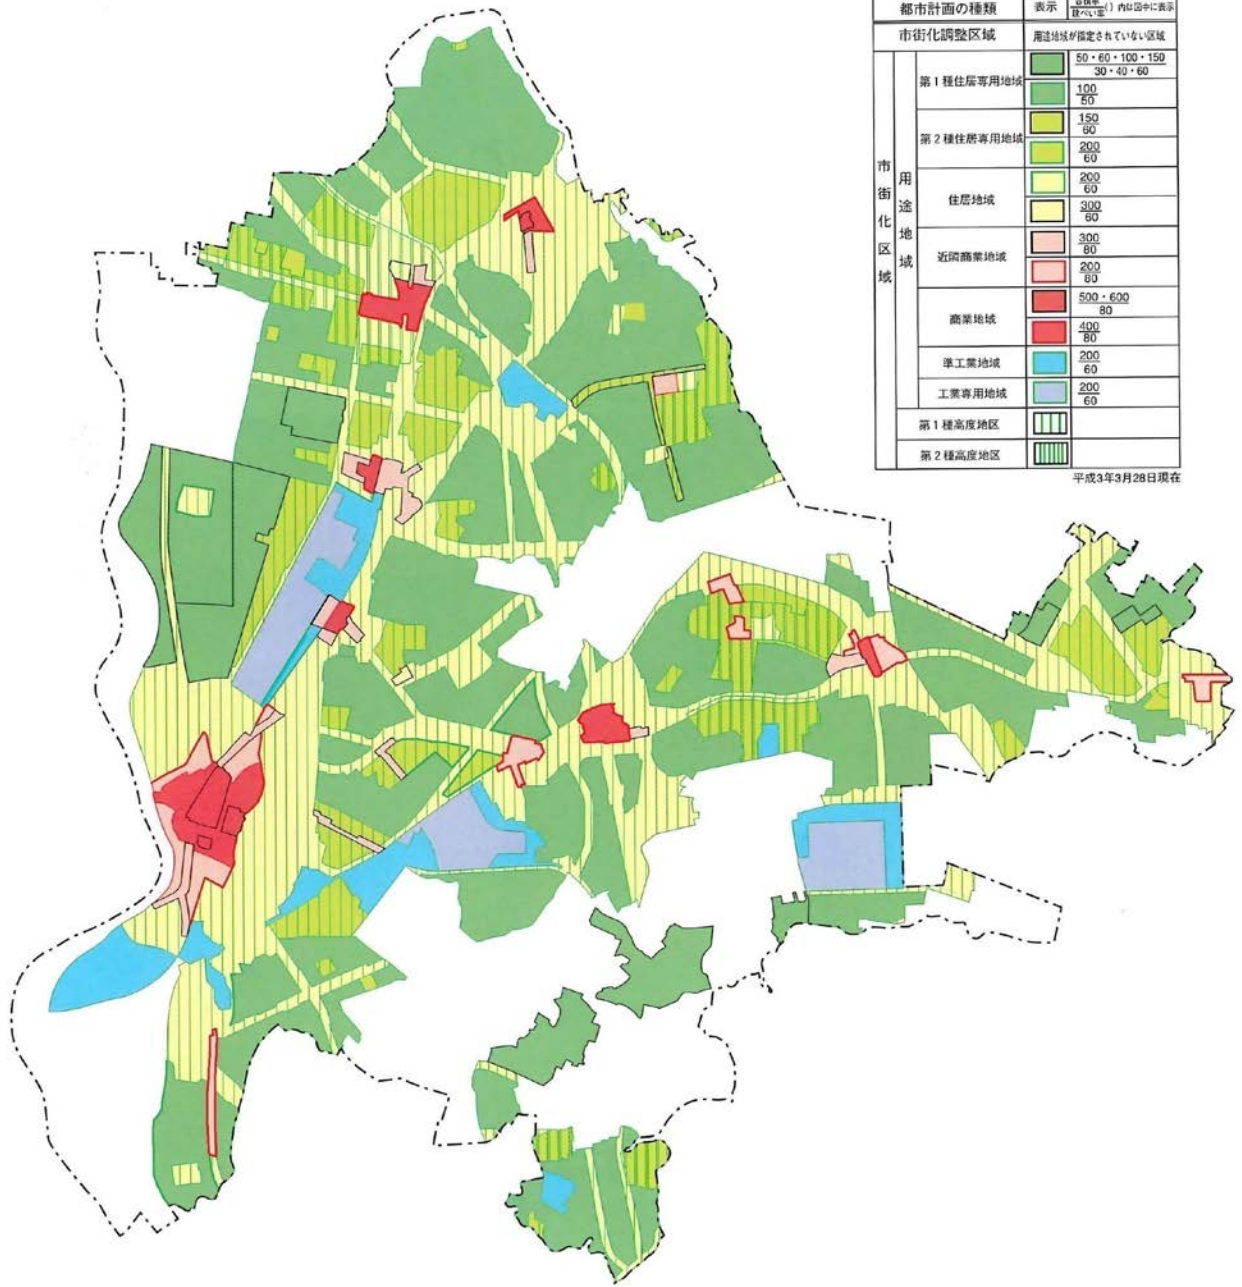 都市計画の種類 表示 容積率/建ぺい率 ( ) 内は図中に表示
市街化調整区域 用途地域が指定されていない区域
市街化区域
用途地域
第1種住居専用地域 50・60・100・150
30・40・60
100
50
第2種住居専用地域 150
60
200
60
住居地域 200
60
300
60
近隣商業地域 300
80
200
80
商業地域 500・600
80
400
80
準工業地域 200
60
工業専用地域 200
60
第1種高度地区
第2種高度地区
平成3年3月28日現在